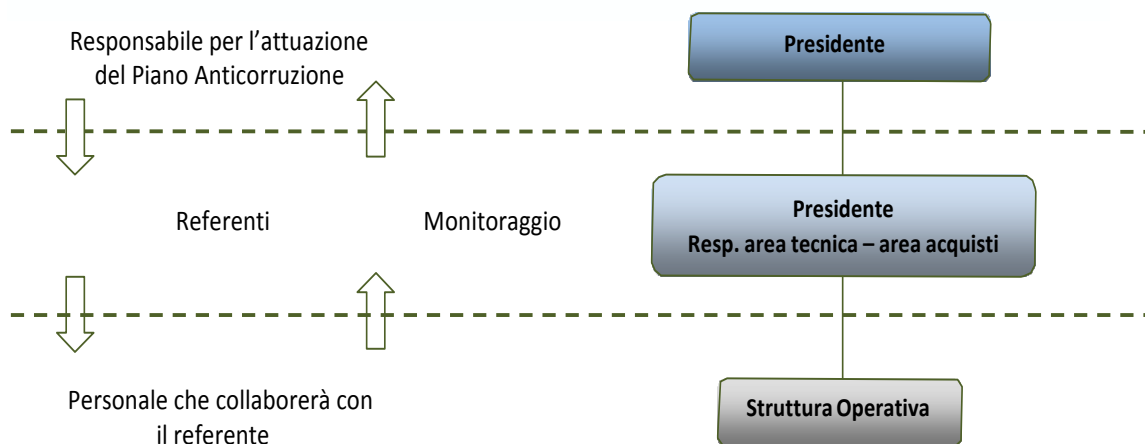 Responsabile per l'attuazione
del Piano Anticorruzione
Presidente
Referenti
Monitoraggio
Presidente
Resp. area tecnica – area acquisti
Personale che collaborerà con
il referente
Struttura Operativa